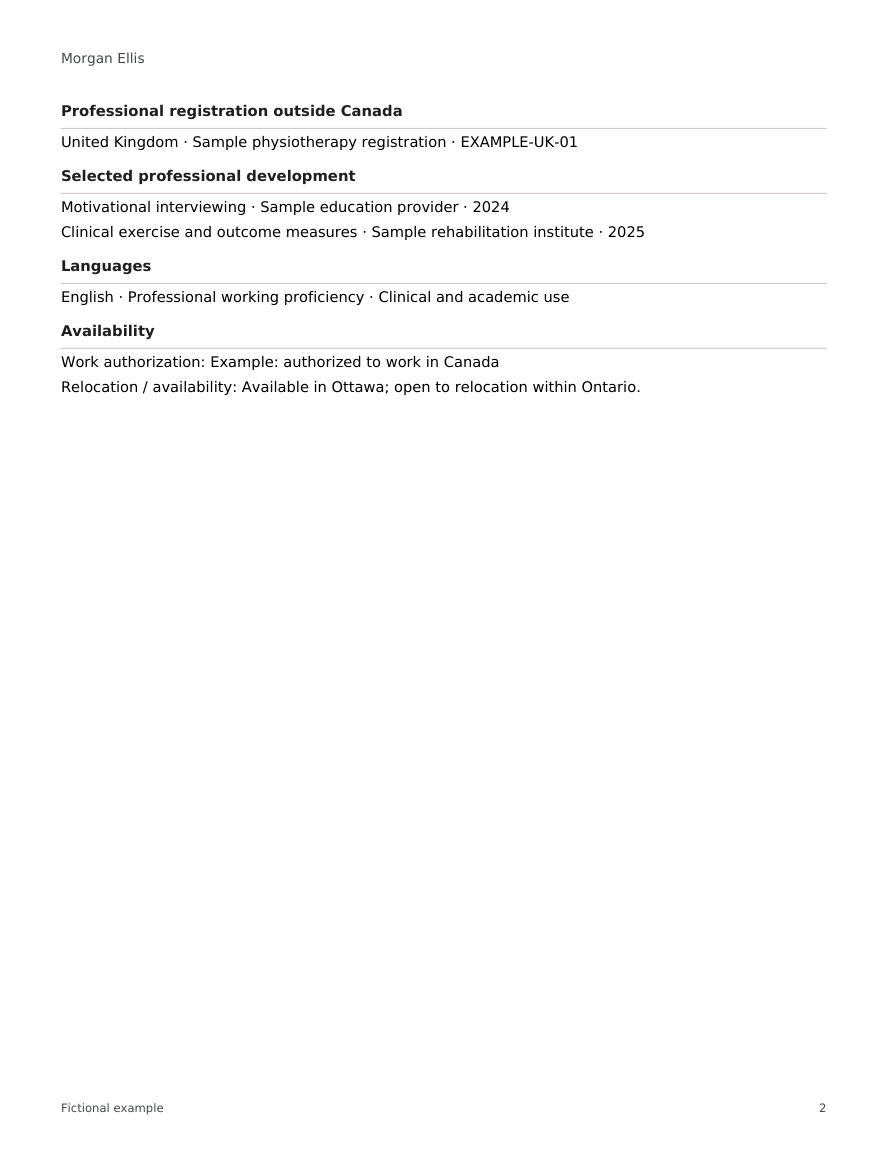 Morgan Ellis
Professional registration outside Canada
United Kingdom · Sample physiotherapy registration · EXAMPLE-UK-01
Selected professional development
Motivational interviewing · Sample education provider · 2024
Clinical exercise and outcome measures · Sample rehabilitation institute · 2025
Languages
English · Professional working proficiency · Clinical and academic use
Availability
Work authorization: Example: authorized to work in Canada
Relocation / availability: Available in Ottawa; open to relocation within Ontario.
Fictional example 2